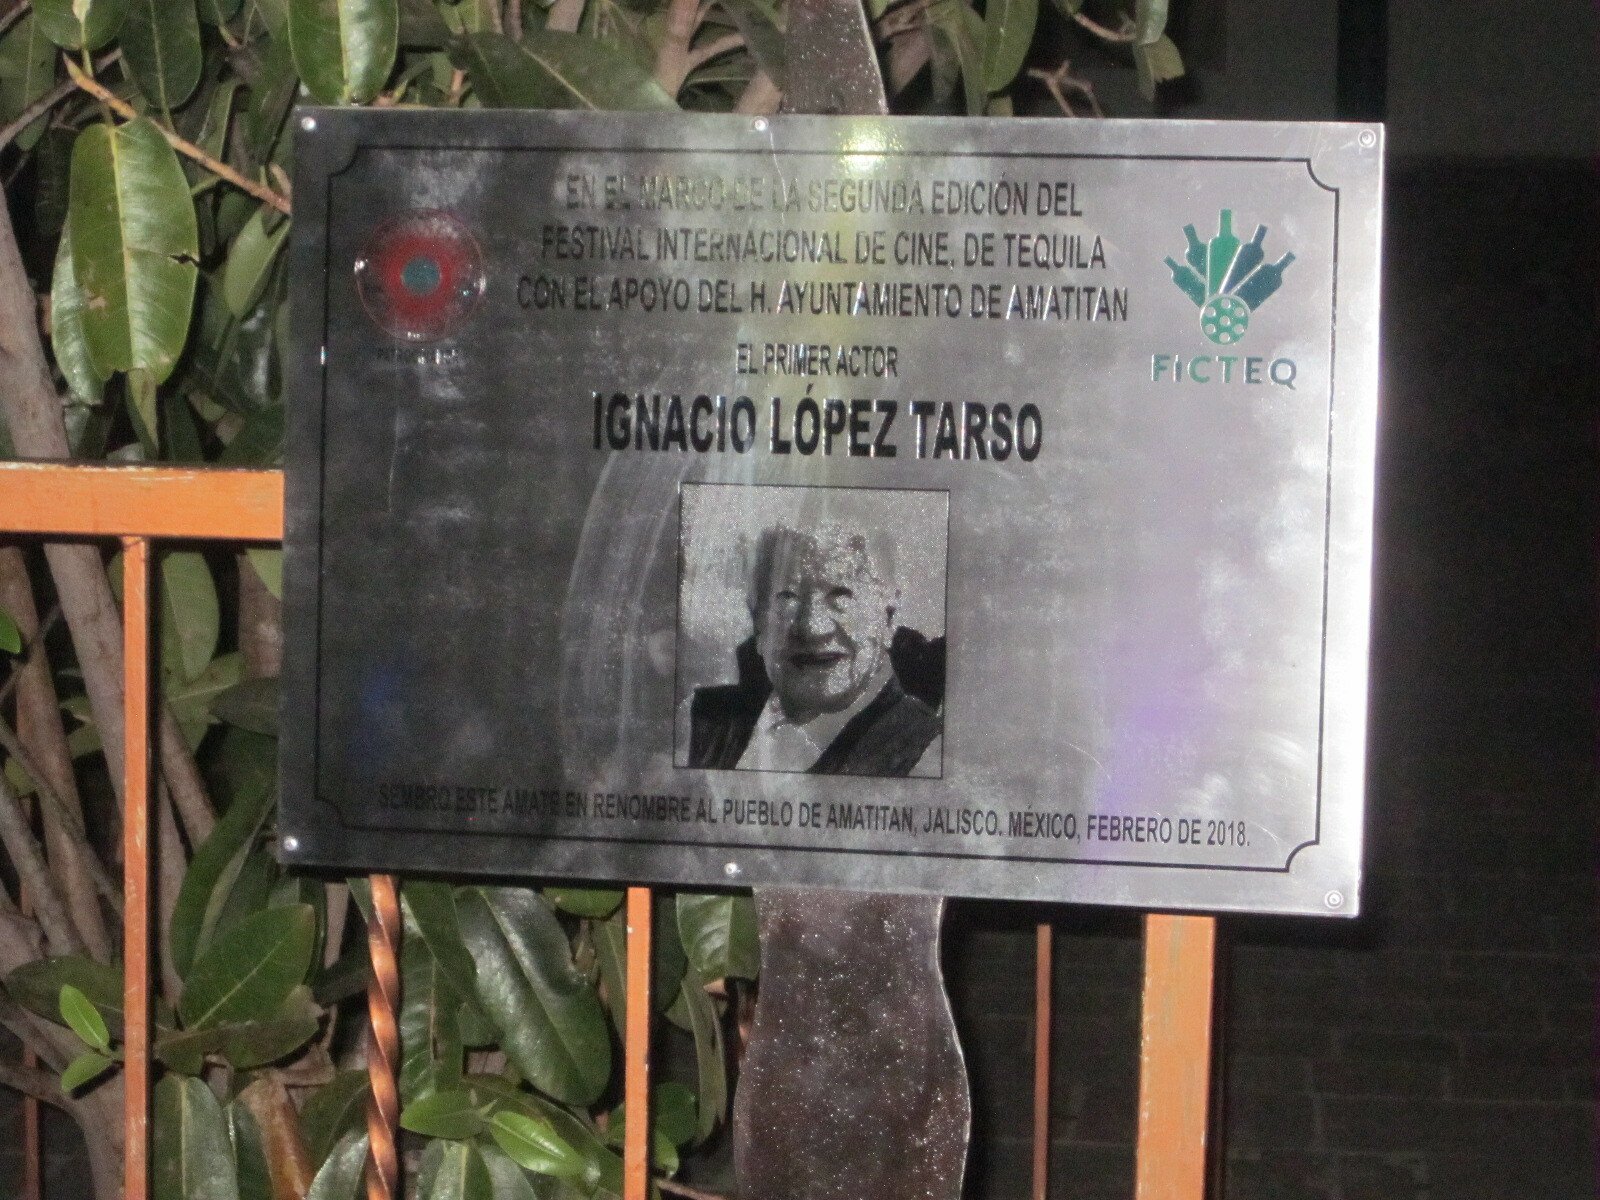 EN EL MARCO DE LA SEGUNDA EDICIÓN DEL
FESTIVAL INTERNACIONAL DE CINE, DE TEQUILA
CON EL APOYO DEL H. AYUNTAMIENTO DE AMATITAN
EL PRIMER ACTOR
IGNACIO LÓPEZ TARSO
FICTEQ
SEMBRO ESTE AMATE EN RENOMBRE AL PUEBLO DE AMATITAN, JALISCO. MÉXICO, FEBRERO DE 2018.